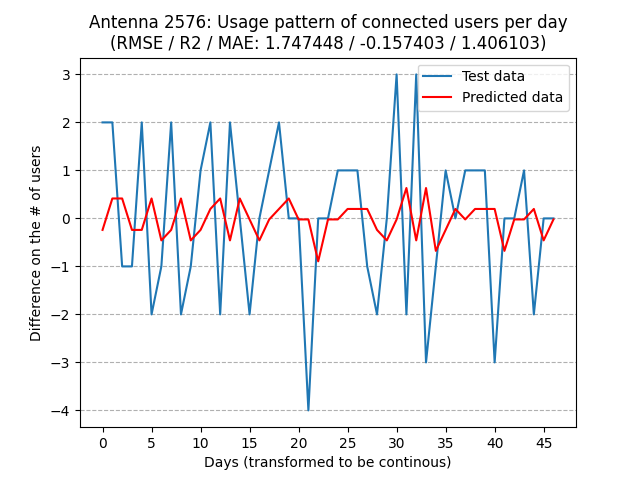 Antenna 2576: Usage pattern of connected users per day
(RMSE / R2 / MAE: 1.747448 / -0.157403 / 1.406103)
Test data
Predicted data
Difference on the # of users
3
2
1
0
−1
−2
−3
−4
0 5 10 15 20 25 30 35 40 45
Days (transformed to be continous)